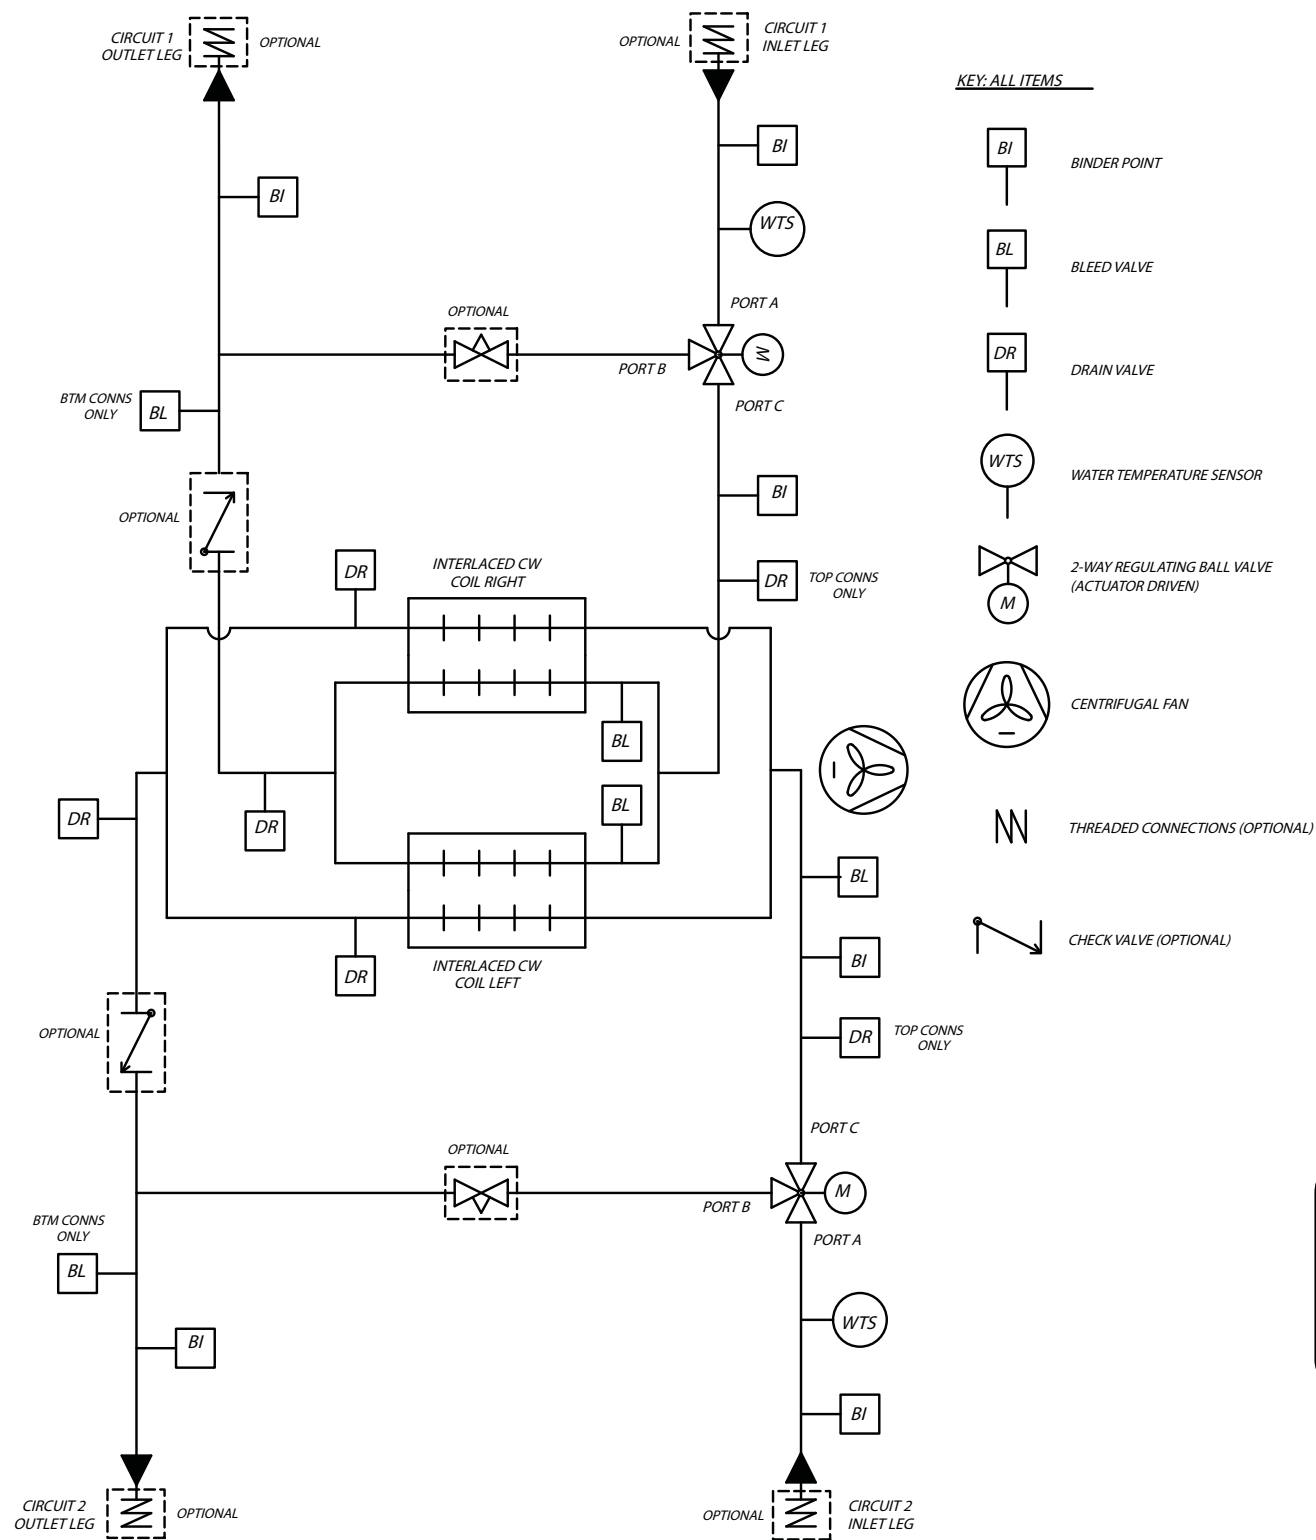 CIRCUIT 1
OUTLET LEG
OPTIONAL
OPTIONAL
CIRCUIT 1
INLET LEG
BI
BI
WTS
PORT A
OPTIONAL
M
PORT B
PORT C
BTM CONNS
ONLY
BL
OPTIONAL
BI
DR
TOP CONNS
ONLY
DR
INTERLACED CW
COIL RIGHT
BL
BL
DR
DR
DR
INTERLACED CW
COIL LEFT
BL
BI
DR
TOP CONNS
ONLY
OPTIONAL
PORT C
OPTIONAL
M
PORT B
PORT A
BTM CONNS
ONLY
BL
BI
WTS
BI
CIRCUIT 2
OUTLET LEG
OPTIONAL
OPTIONAL
CIRCUIT 2
INLET LEG
KEY: ALL ITEMS
BI
BINDER POINT
BL
BLEED VALVE
DR
DRAIN VALVE
WTS
WATER TEMPERATURE SENSOR
2-WAY REGULATING BALL VALVE
(ACTUATOR DRIVEN)
M
CENTRIFUGAL FAN
THREADED CONNECTIONS (OPTIONAL)
CHECK VALVE (OPTIONAL)